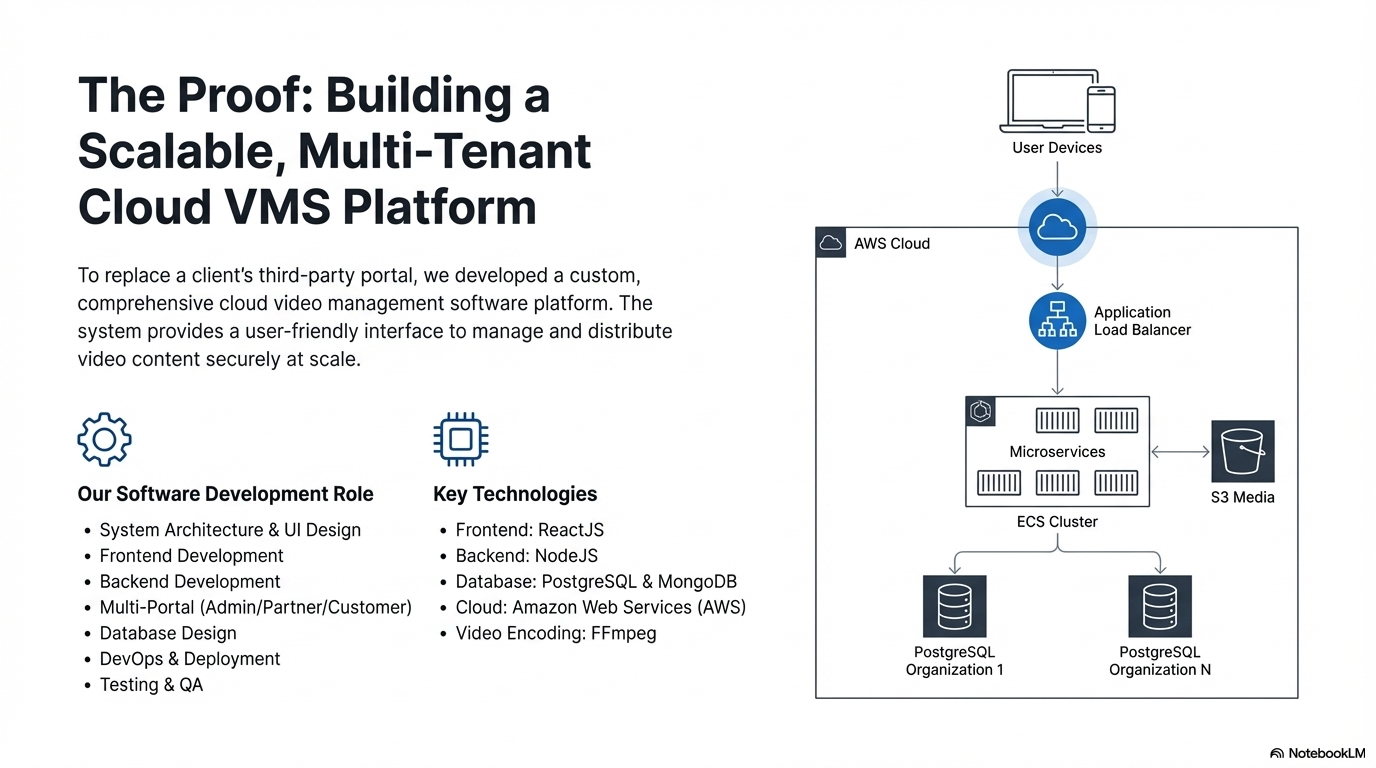 The Proof: Building a
Scalable, Multi-Tenant
Cloud VMS Platform
To replace a client's third-party portal, we developed a custom,
comprehensive cloud video management software platform. The
system provides a user-friendly interface to manage and distribute
video content securely at scale.
Our Software Development Role
• System Architecture & UI Design
• Frontend Development
• Backend Development
• Multi-Portal (Admin/Partner/Customer)
• Database Design
• DevOps & Deployment
• Testing & QA
Key Technologies
• Frontend: ReactJS
• Backend: NodeJS
• Database: PostgreSQL & MongoDB
• Cloud: Amazon Web Services (AWS)
• Video Encoding: FFmpeg
User Devices
AWS Cloud
Application
Load Balancer
Microservices
ECS Cluster
S3 Media
PostgreSQL
Organization 1
PostgreSQL
Organization N
NotebookLM